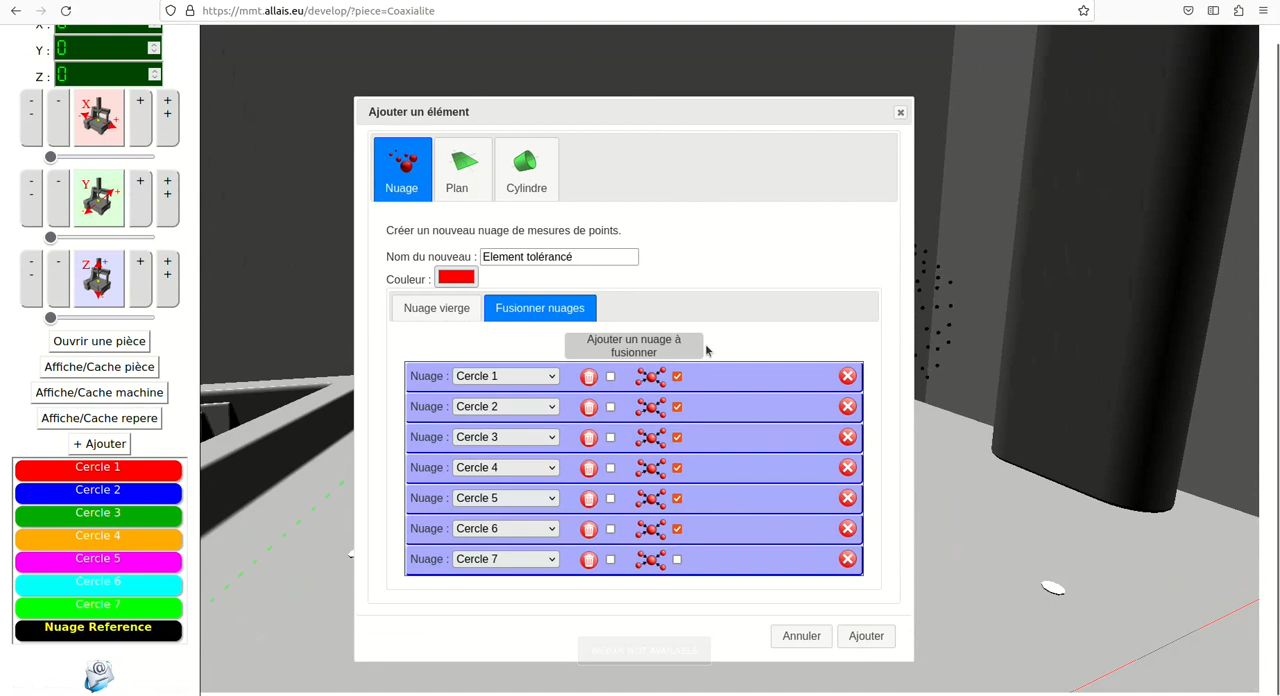 https://mmt.allais.eu/develop/?piece=Coaxialite
X : 0
Y : 0
Z : 0
- - X + +
- +
- - Y + +
- +
- - Z + +
- +
Ouvrir une pièce
Affiche/Cache pièce
Affiche/Cache machine
Affiche/Cache repere
+ Ajouter
Cercle 1
Cercle 2
Cercle 3
Cercle 4
Cercle 5
Cercle 6
Cercle 7
Nuage Reference
@
Ajouter un élément
Nuage Plan Cylindre
Créer un nouveau nuage de mesures de points.
Nom du nouveau : Element tolérancé
Couleur :
Nuage vierge Fusionner nuages
Ajouter un nuage à
fusionner
Nuage : Cercle 1
Nuage : Cercle 2
Nuage : Cercle 3
Nuage : Cercle 4
Nuage : Cercle 5
Nuage : Cercle 6
Nuage : Cercle 7
Annuler Ajouter